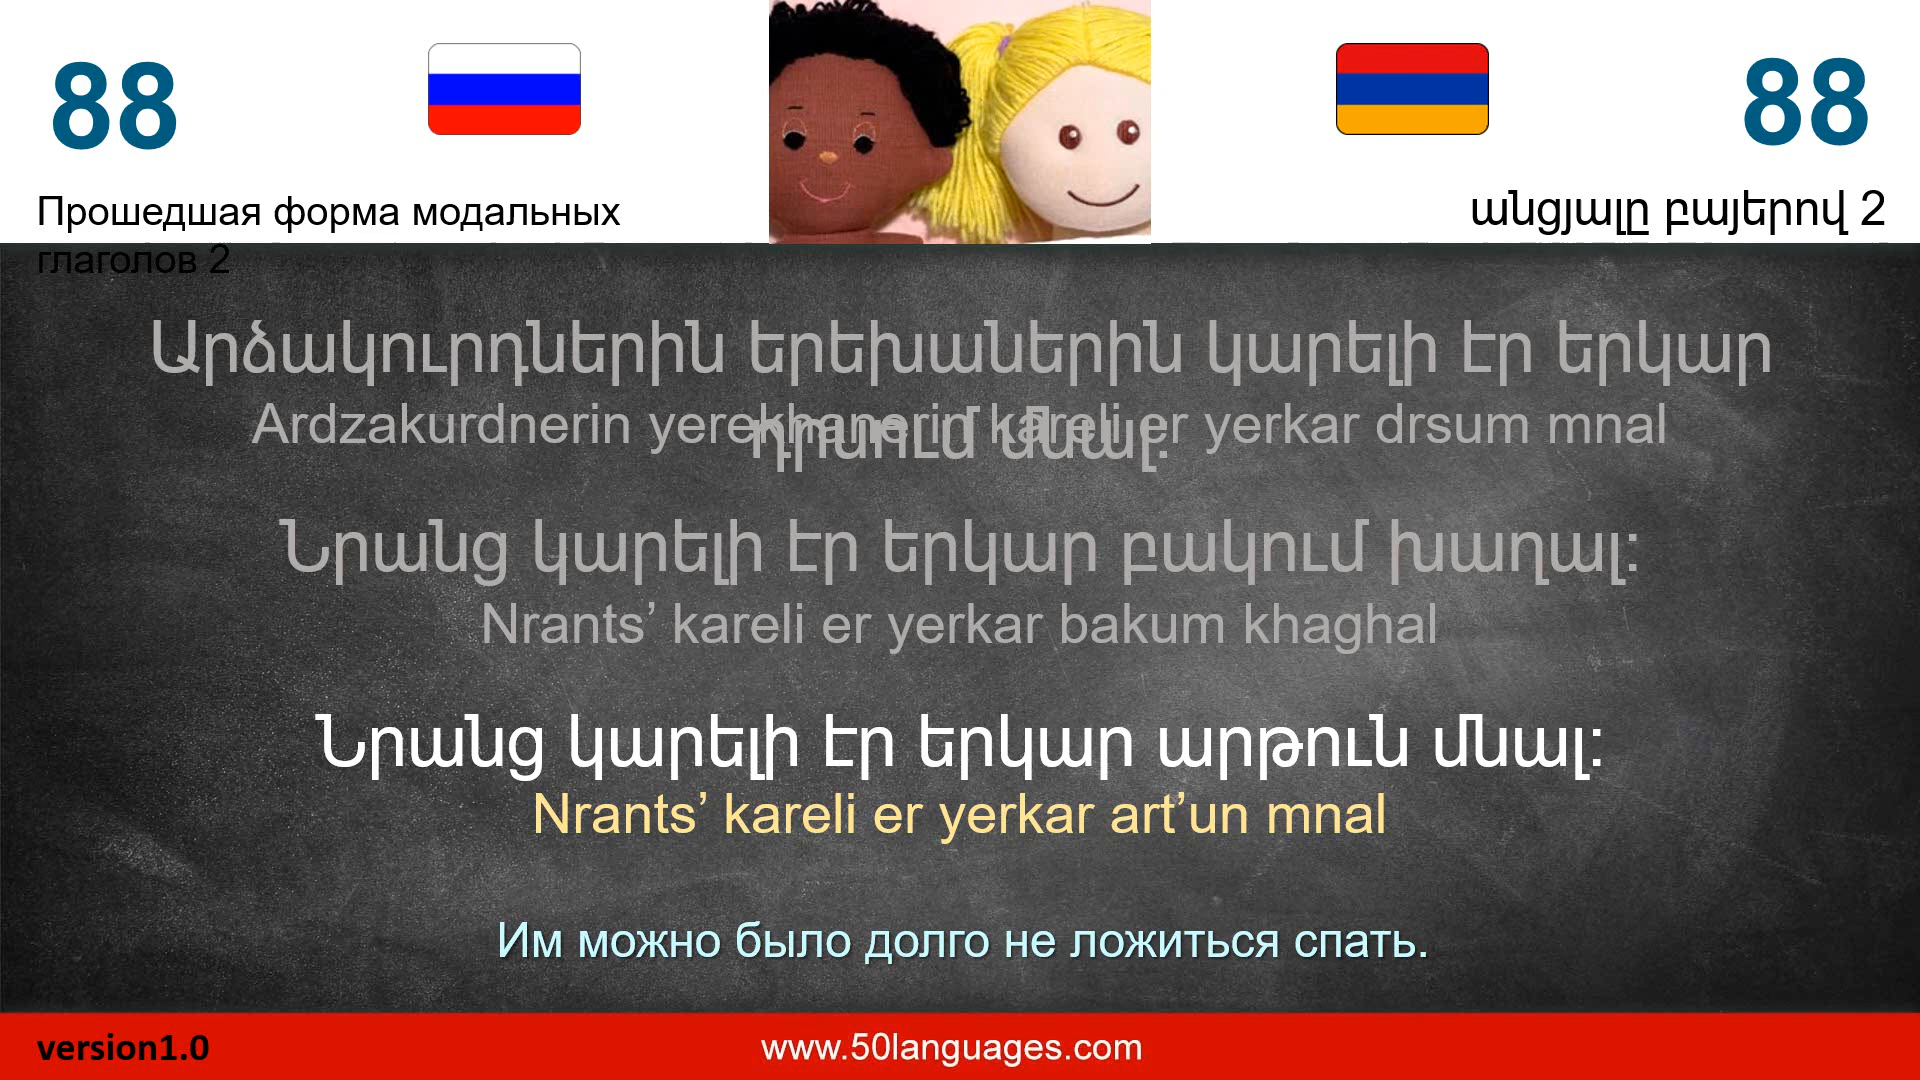 88
88
Прошедшая форма модальных
глаголов 2
անցյալը բայերով 2
Արձակուրդներին երեխաներին կարելի էր երկար
դրսում մնալ:
Ardzakurdnerin yerekhanerin kareli er yerkar drsum mnal
Նրանց կարելի էր երկար բակում խաղալ:
Nrants’ kareli er yerkar bakum khaghal
Նրանց կարելի էր երկար արթուն մնալ:
Nrants’ kareli er yerkar art’un mnal
Им можно было долго не ложиться спать.
version1.0
www.50languages.com